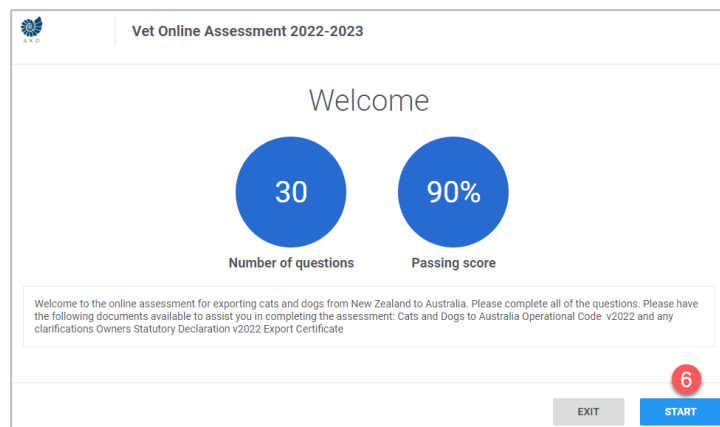 AKO
Vet Online Assessment 2022-2023
Welcome
30
90%
Number of questions
Passing score
Welcome to the online assessment for exporting cats and dogs from New Zealand to Australia. Please complete all of the questions. Please have
the following documents available to assist you in completing the assessment: Cats and Dogs to Australia Operational Code v2022 and any
clarifications Owners Statutory Declaration v2022 Export Certificate
6
EXIT
START